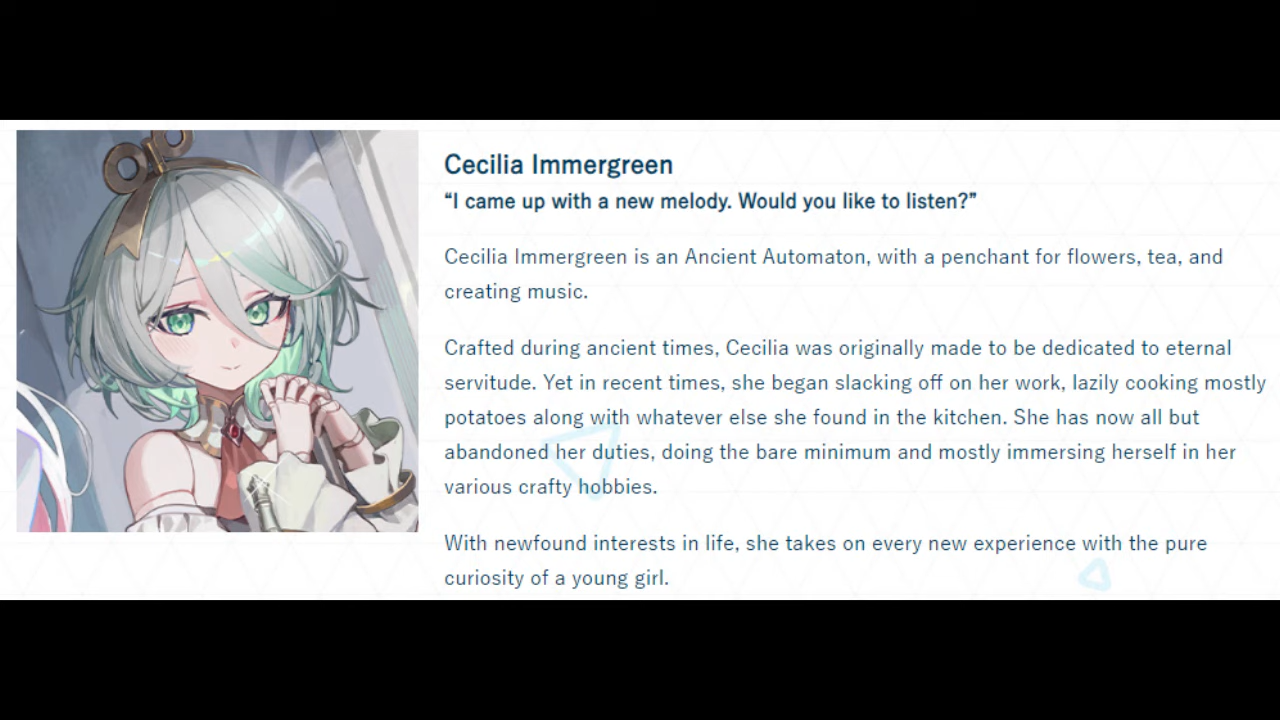 Cecilia Immergreen
“I came up with a new melody. Would you like to listen?”
Cecilia Immergreen is an Ancient Automaton, with a penchant for flowers, tea, and
creating music.
Crafted during ancient times, Cecilia was originally made to be dedicated to eternal
servitude. Yet in recent times, she began slacking off on her work, lazily cooking mostly
potatoes along with whatever else she found in the kitchen. She has now all but
abandoned her duties, doing the bare minimum and mostly immersing herself in her
various crafty hobbies.
With newfound interests in life, she takes on every new experience with the pure
curiosity of a young girl.